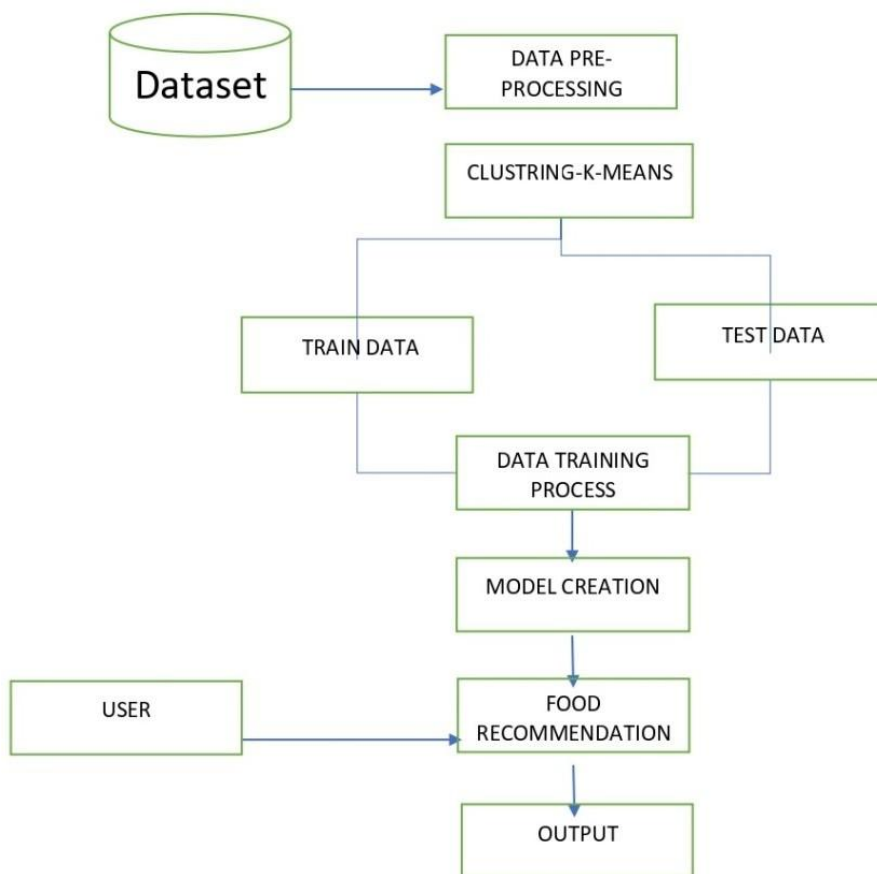 Dataset
DATA PRE-
PROCESSING
CLUSTRING-K-MEANS
TRAIN DATA
TEST DATA
DATA TRAINING
PROCESS
MODEL CREATION
USER
FOOD
RECOMMENDATION
OUTPUT